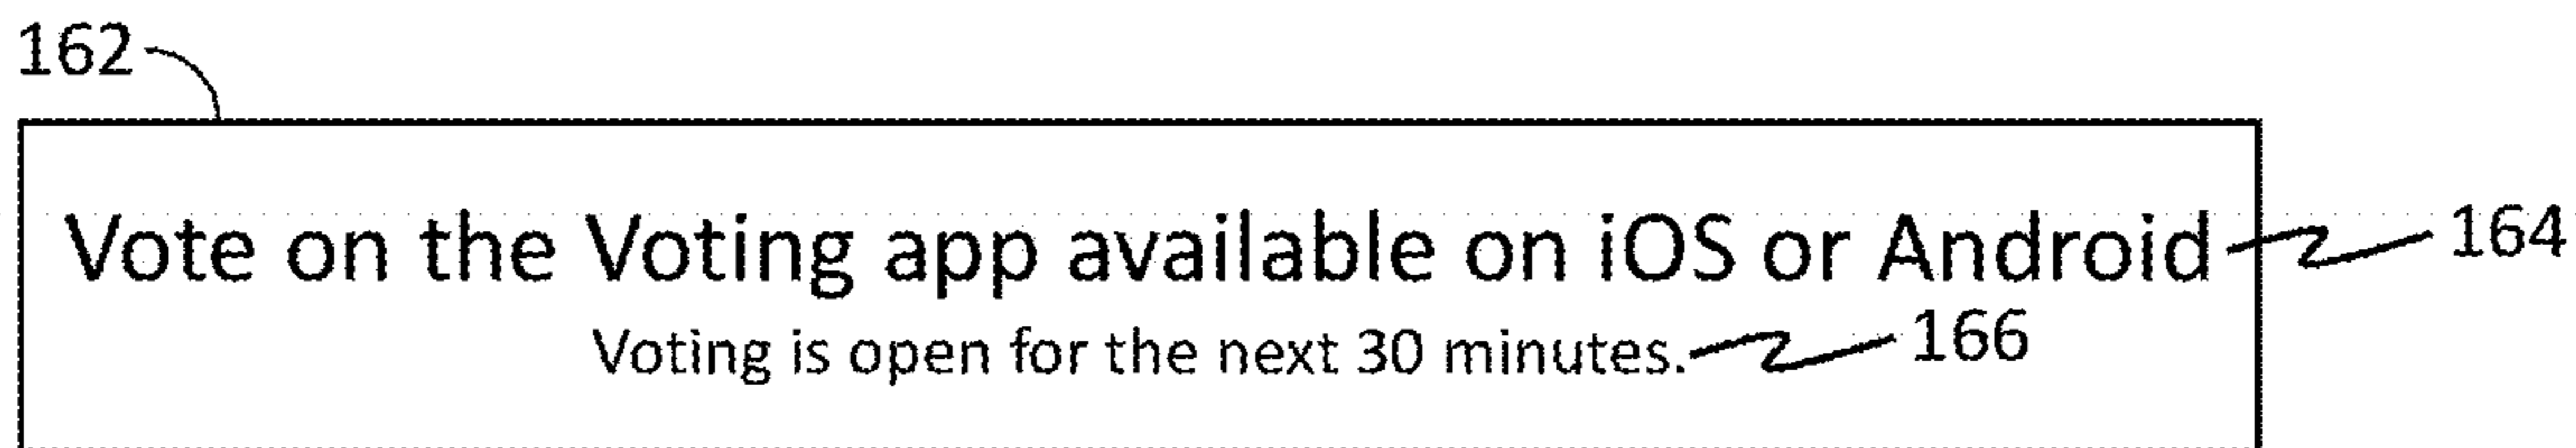 162
Vote on the Voting app available on iOS or Android 164
Voting is open for the next 30 minutes. 166